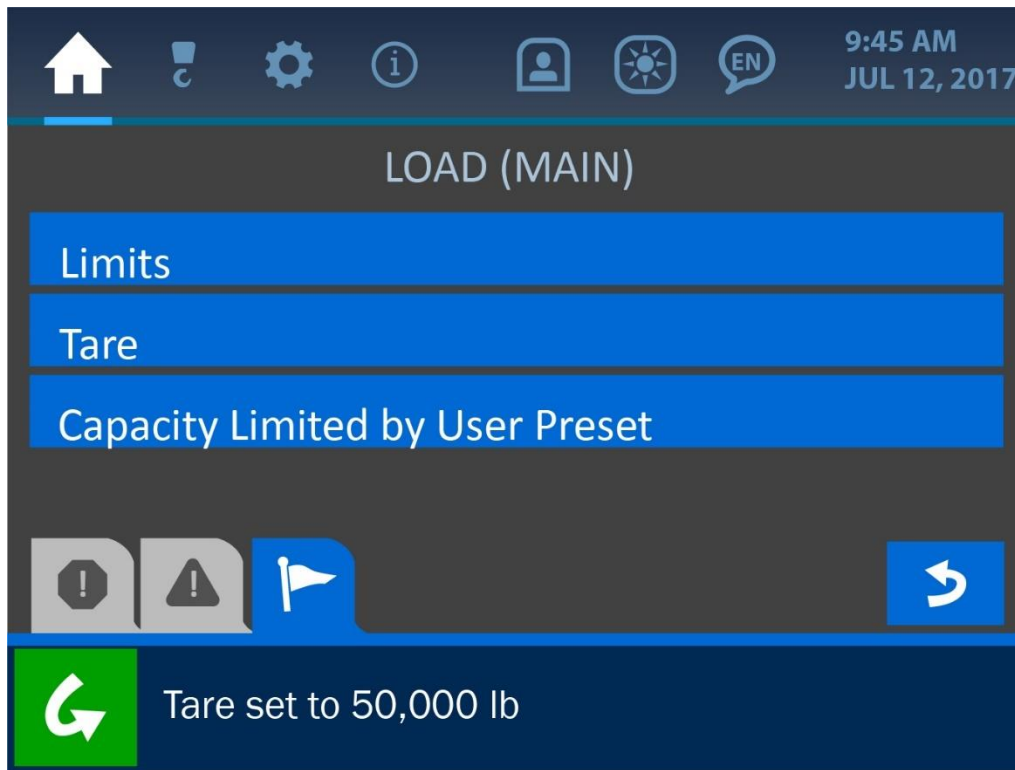 EN
9:45 AM
JUL 12, 2017
LOAD (MAIN)
Limits
Tare
Capacity Limited by User Preset
Tare set to 50,000 lb